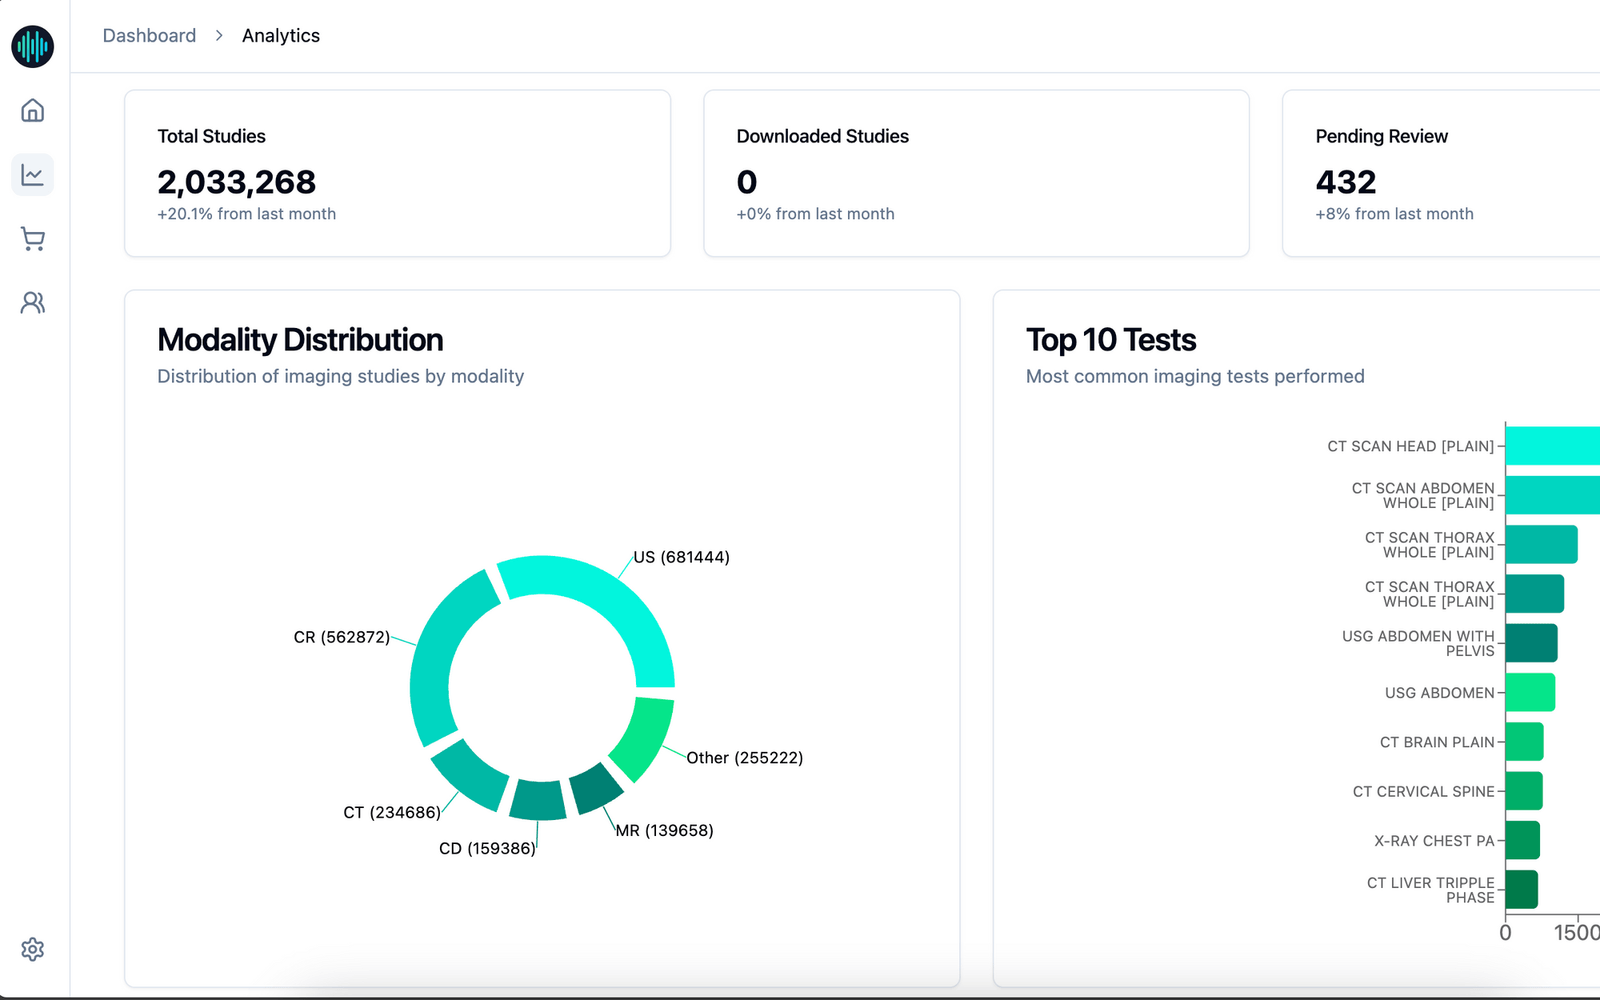 Dashboard > Analytics
Total Studies
2,033,268
+20.1% from last month
Downloaded Studies
0
+0% from last month
Pending Review
432
+8% from last month
Modality Distribution
Distribution of imaging studies by modality
US (681444)
CR (562872)
Other (255222)
CT (234686)
MR (139658)
CD (159386)
Top 10 Tests
Most common imaging tests performed
CT SCAN HEAD [PLAIN]
CT SCAN ABDOMEN
WHOLE [PLAIN]
CT SCAN THORAX
WHOLE [PLAIN]
CT SCAN THORAX
WHOLE [PLAIN]
USG ABDOMEN WITH
PELVIS
USG ABDOMEN
CT BRAIN PLAIN
CT CERVICAL SPINE
X-RAY CHEST PA
CT LIVER TRIPPLE
PHASE
0 1500